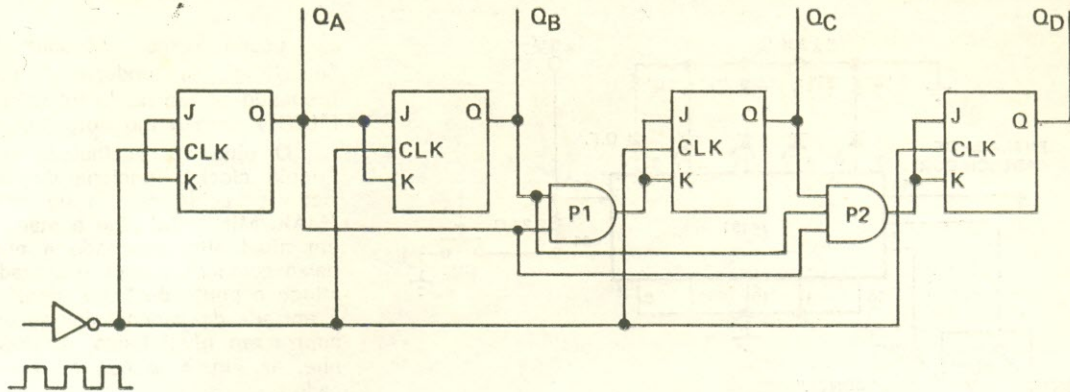 QA QB QC QD
J Q J Q J Q J Q
CLK CLK CLK CLK
K K K K
P1 P2